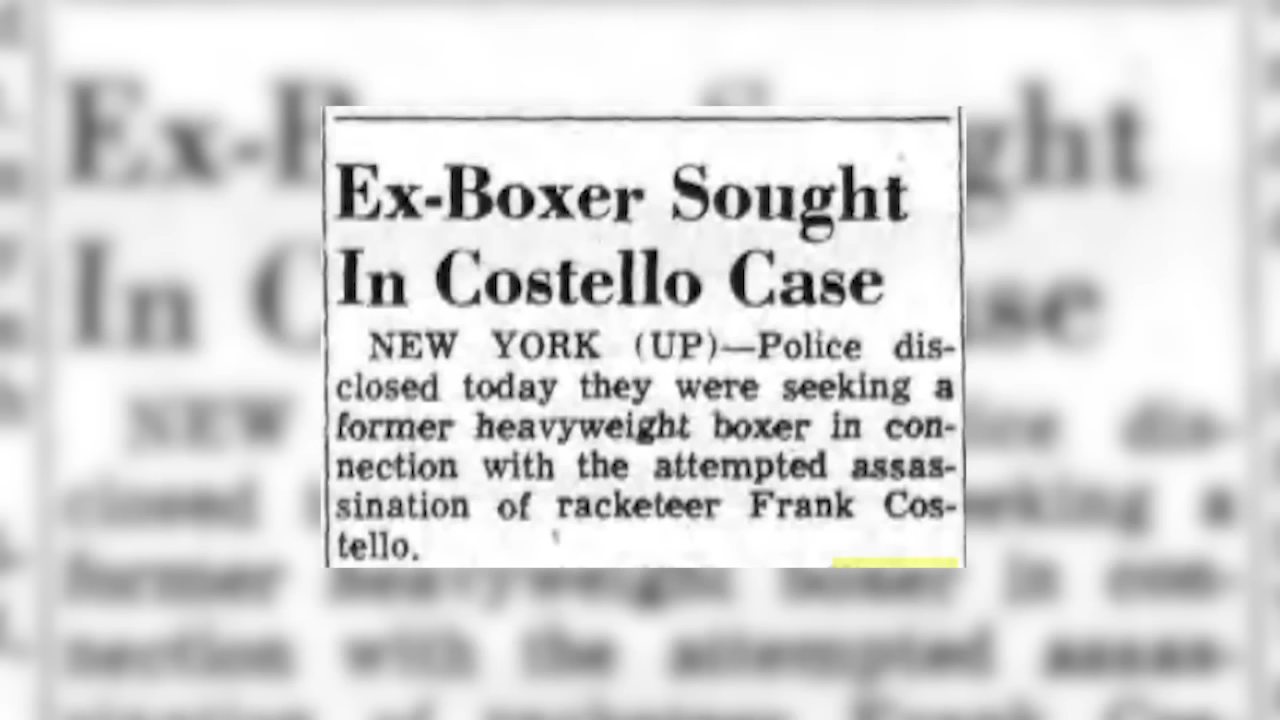 Ex-Boxer Sought
In Costello Case
NEW YORK (UP)—Police dis-
closed today they were seeking a
former heavyweight boxer in con-
nection with the attempted assas-
sination of racketeer Frank Cos-
tello.